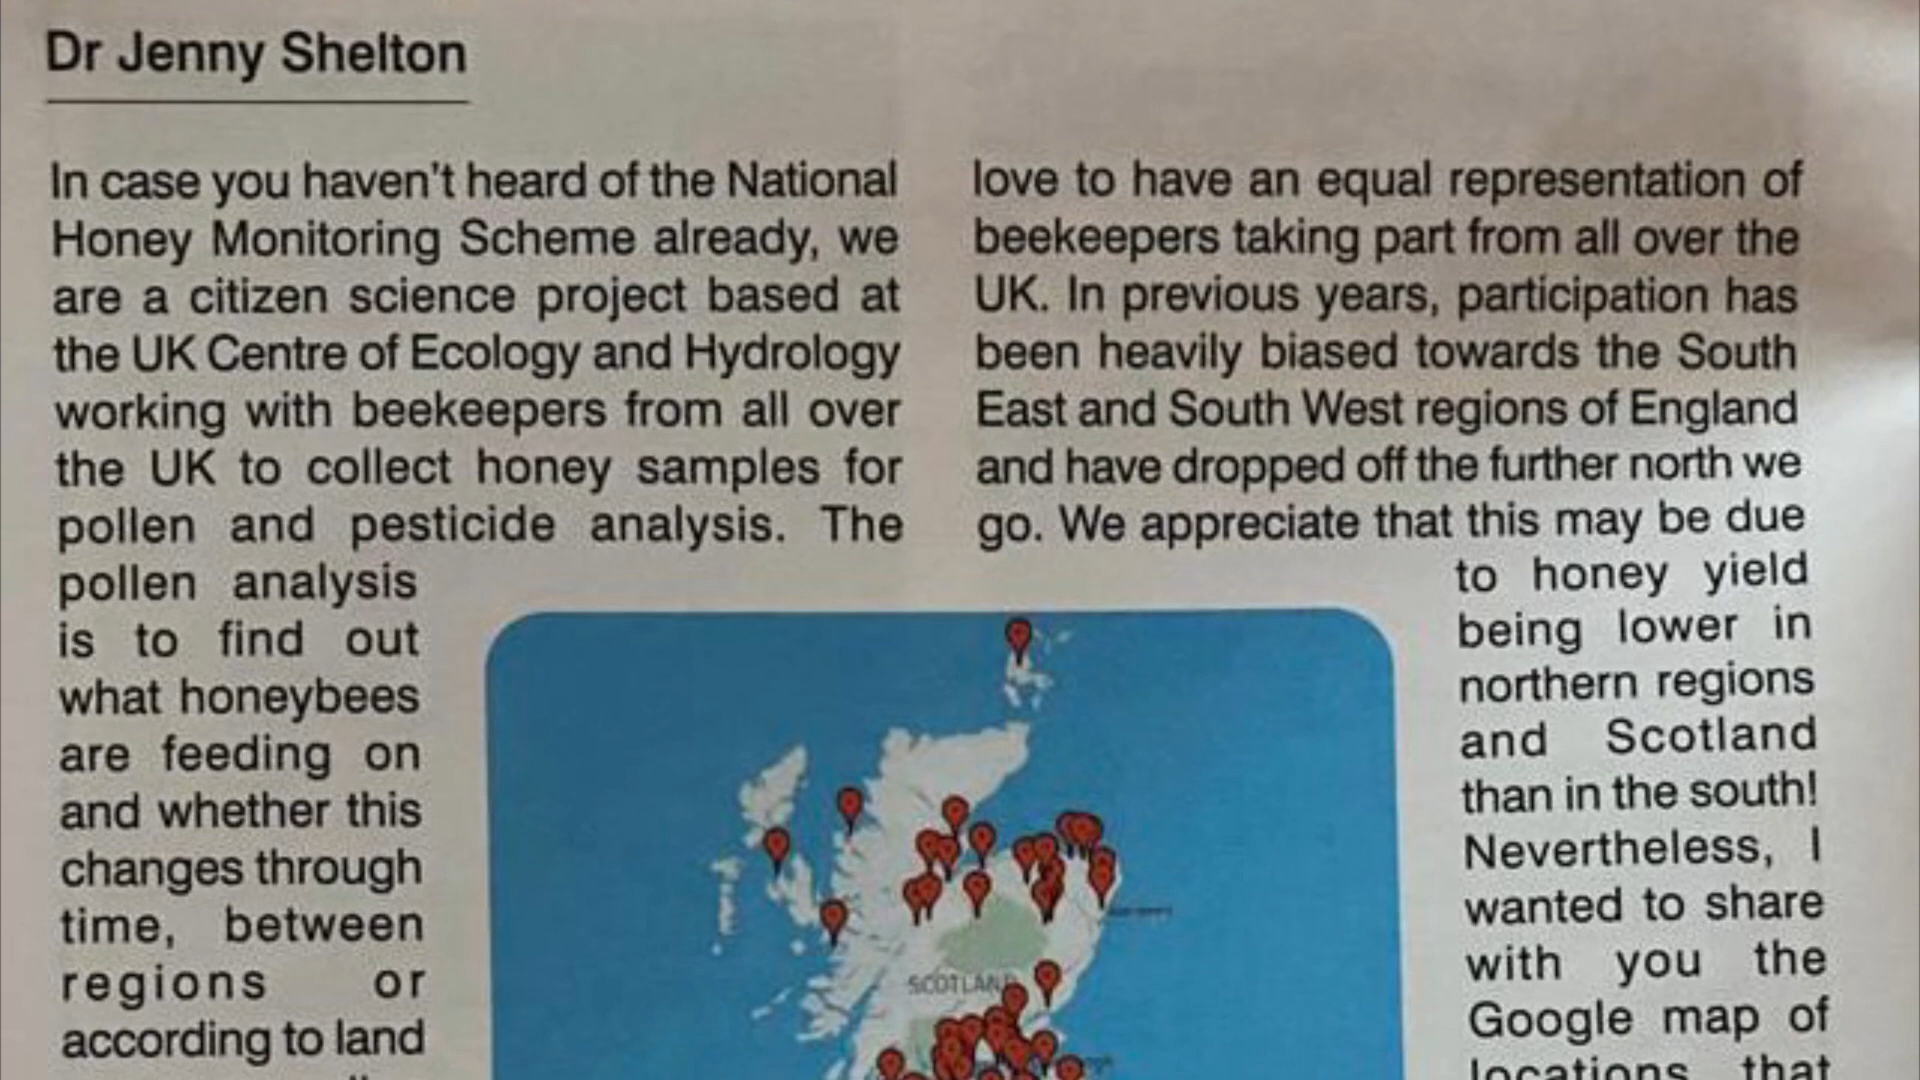 Dr Jenny Shelton
In case you haven't heard of the National
Honey Monitoring Scheme already, we
are a citizen science project based at
the UK Centre of Ecology and Hydrology
working with beekeepers from all over
the UK to collect honey samples for
pollen and pesticide analysis. The
pollen analysis
is to find out
what honeybees
are feeding on
and whether this
changes through
time, between
regions or
according to land
love to have an equal representation of
beekeepers taking part from all over the
UK. In previous years, participation has
been heavily biased towards the South
East and South West regions of England
and have dropped off the further north we
go. We appreciate that this may be due
to honey yield
being lower in
northern regions
and Scotland
than in the south!
Nevertheless, I
wanted to share
with you the
Google map of
locations that
SCOTLAND